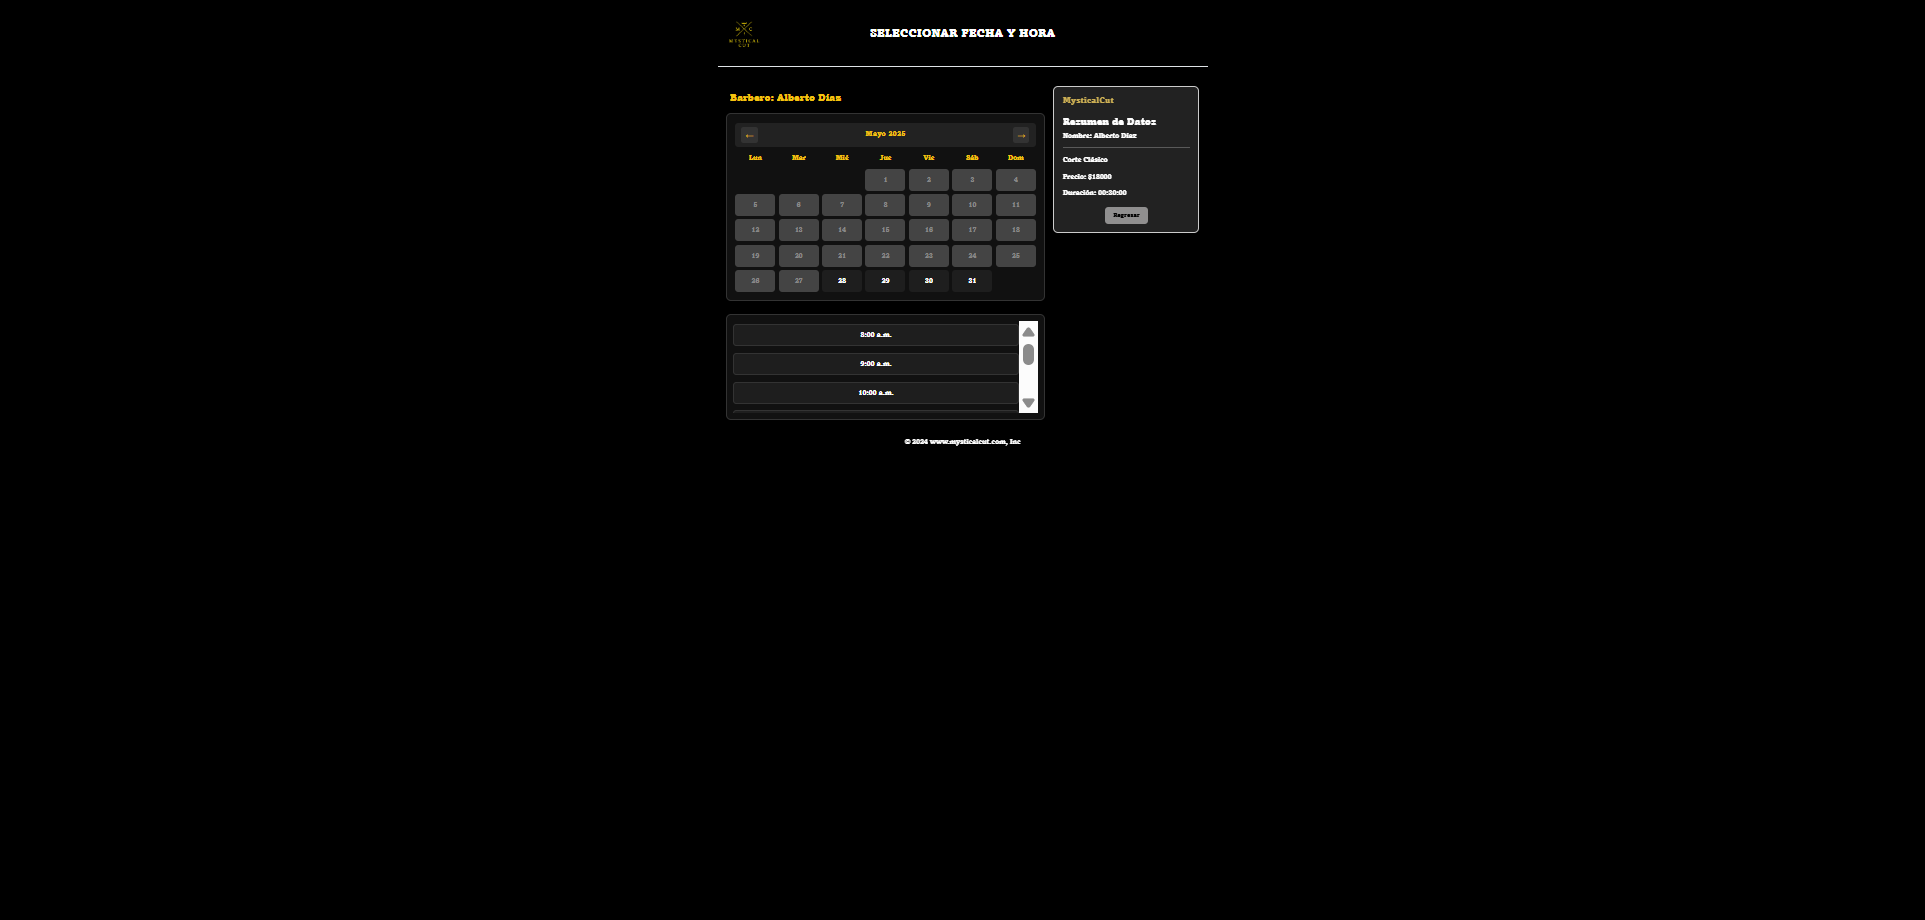 M C
MYSTICAL
CUT
SELECCIONAR FECHA Y HORA
Barbero: Alberto Díaz
← Mayo 2025 →
Lun Mar Mié Jue Vie Sáb Dom
1 2 3 4
5 6 7 8 9 10 11
12 13 14 15 16 17 18
19 20 21 22 23 24 25
26 27 28 29 30 31
8:00 a.m.
9:00 a.m.
10:00 a.m.
© 2024 www.mysticalcut.com, Inc
MysticalCut
Resumen de Datos
Nombre: Alberto Díaz
Corte Clásico
Precio: $18000
Duración: 00:30:00
Regresar